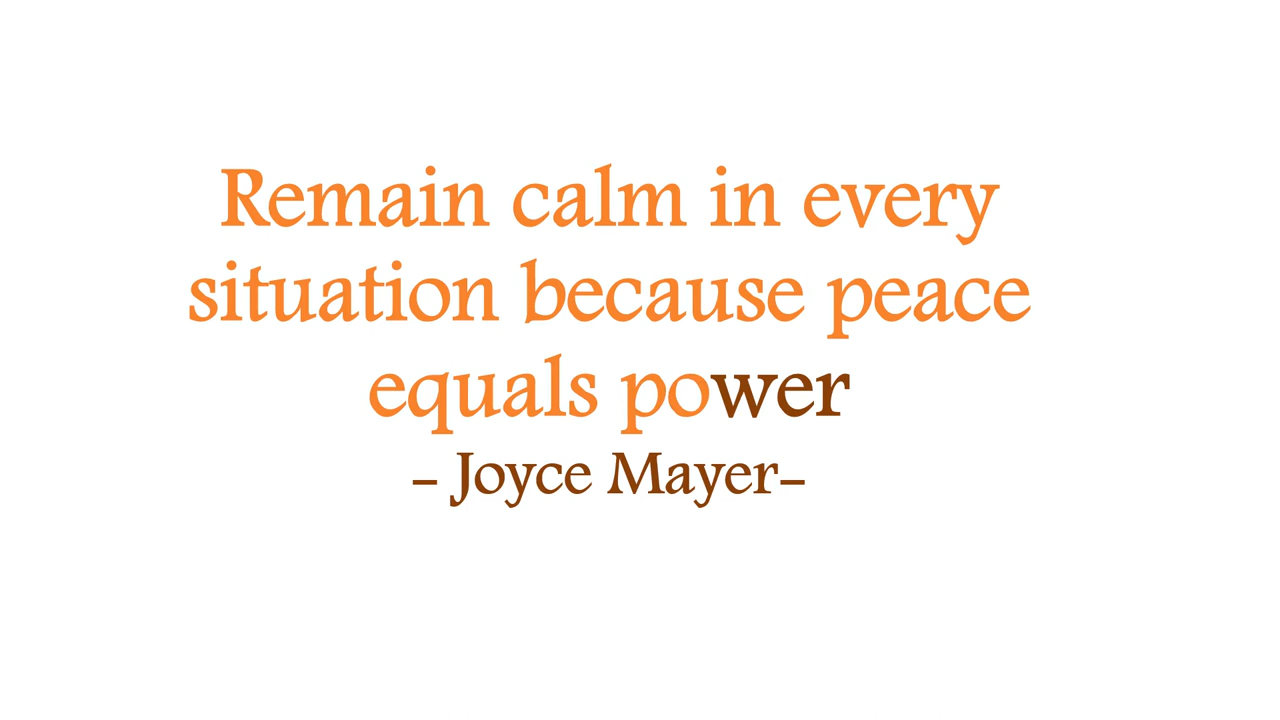 Remain calm in every
situation because peace
equals power
- Joyce Mayer-